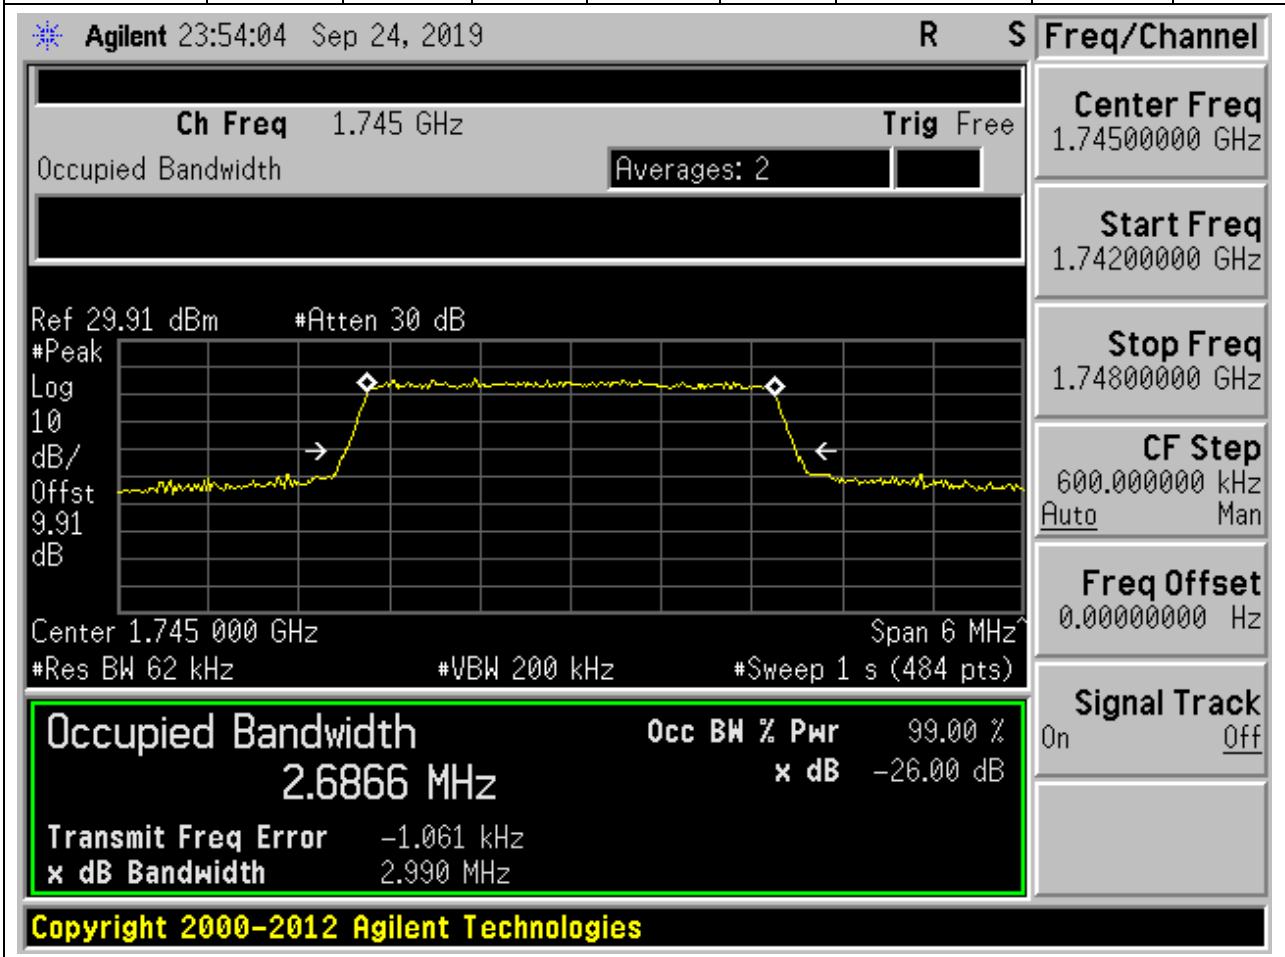 Agilent 23:54:04 Sep 24, 2019 R S Freq/Channel
Ch Freq 1.745 GHz Trig Free
Occupied Bandwidth Averages: 2
Center Freq
1.74500000 GHz
Start Freq
1.74200000 GHz
Stop Freq
1.74800000 GHz
CF Step
600.000000 kHz
Auto Man
Freq Offset
0.00000000 Hz
Signal Track
On Off
Ref 29.91 dBm #Atten 30 dB
#Peak
Log
10
dB/
Offst
9.91
dB
Center 1.745 000 GHz Span 6 MHz^
#Res BW 62 kHz #VBW 200 kHz #Sweep 1 s (484 pts)
Occupied Bandwidth Occ BW % Pwr 99.00 %
2.6866 MHz x dB -26.00 dB
Transmit Freq Error -1.061 kHz
x dB Bandwidth 2.990 MHz
Copyright 2000-2012 Agilent Technologies